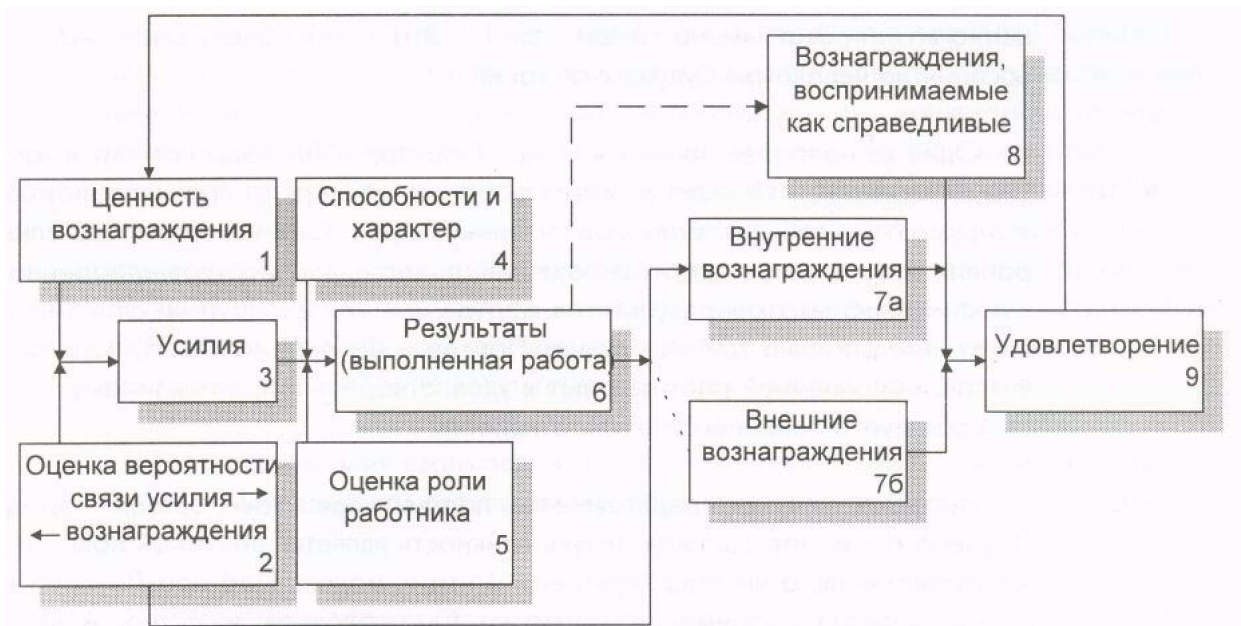 Ценность
вознаграждения
1
Способности и
характер
4
Вознаграждения,
воспринимаемые
как справедливые
8
Усилия
3
Результаты
(выполненная работа)
6
Внутренние
вознаграждения
7а
Удовлетворение
9
Оценка вероятности
связи усилия
вознаграждения
2
Оценка роли
работника
5
Внешние
вознаграждения
7б